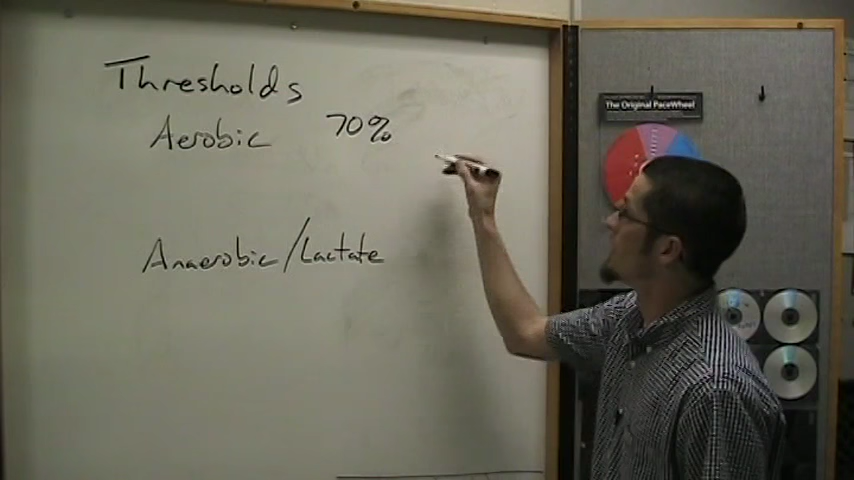 Thresholds
Aerobic 70%
Anaerobic/Lactate
The Original PaceWheel